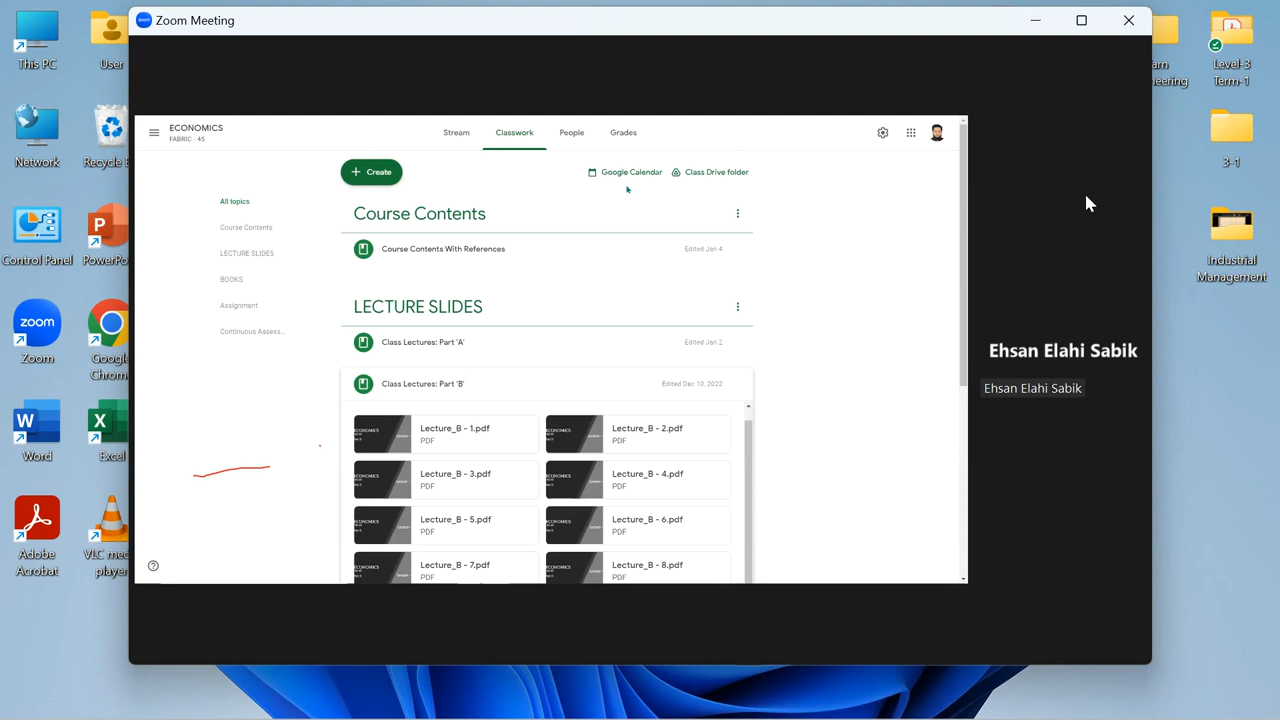 Zoom Meeting
This PC
User
Network
Recycle
Control Panel
Zoom
Google
Chrome
Word
Excel
Adobe
Acrobat
VLC
player
Level-3
Term-1
3-1
Industrial
Management
ECONOMICS
FABRIC - 45
Stream
Classwork
People
Grades
Create
Google Calendar
Class Drive folder
All topics
Course Contents
LECTURE SLIDES
BOOKS
Assignment
Continuous Assess...
Course Contents
Course Contents With References
Edited Jan 4
LECTURE SLIDES
Class Lectures: Part 'A'
Edited Jan 2
Class Lectures: Part 'B'
Edited Dec 10, 2022
Lecture_B - 1.pdf
PDF
Lecture_B - 2.pdf
PDF
Lecture_B - 3.pdf
PDF
Lecture_B - 4.pdf
PDF
Lecture_B - 5.pdf
PDF
Lecture_B - 6.pdf
PDF
Lecture_B - 7.pdf
PDF
Lecture_B - 8.pdf
PDF
Ehsan Elahi Sabik
Ehsan Elahi Sabik